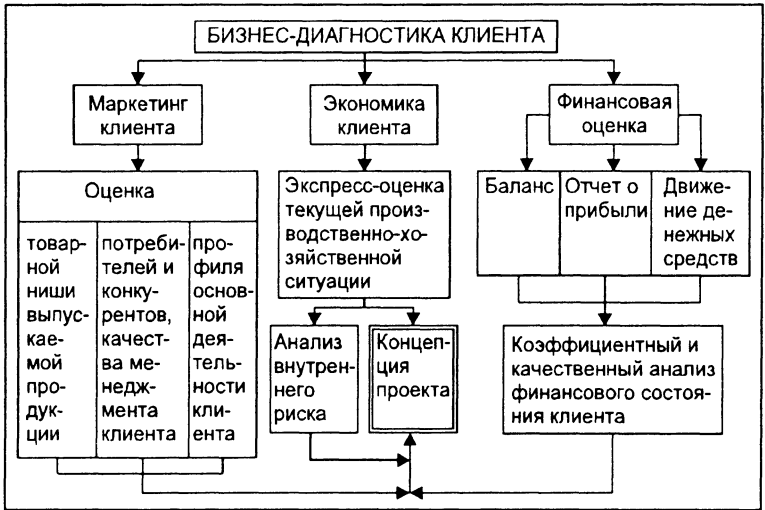 БИЗНЕС-ДИАГНОСТИКА КЛИЕНТА
Маркетинг
клиента
Экономика
клиента
Финансовая
оценка
Оценка
товар-
ной
ниши
выпус-
кае-
мой
про-
дук-
ции
потреби-
телей и
конку-
рентов,
качест-
ва ме-
недж-
мента
клиента
про-
филя
основ-
ной
дея-
тель-
ности
кли-
ента
Экспресс-оценка
текущей произ-
водственно-хо-
зяйственной
ситуации
Анализ
внутрен-
него
риска
Концеп-
ция
проекта
Баланс
Отчет о
прибыли
Движе-
ние де-
нежных
средств
Коэффициентный и
качественный анализ
финансового состоя-
ния клиента